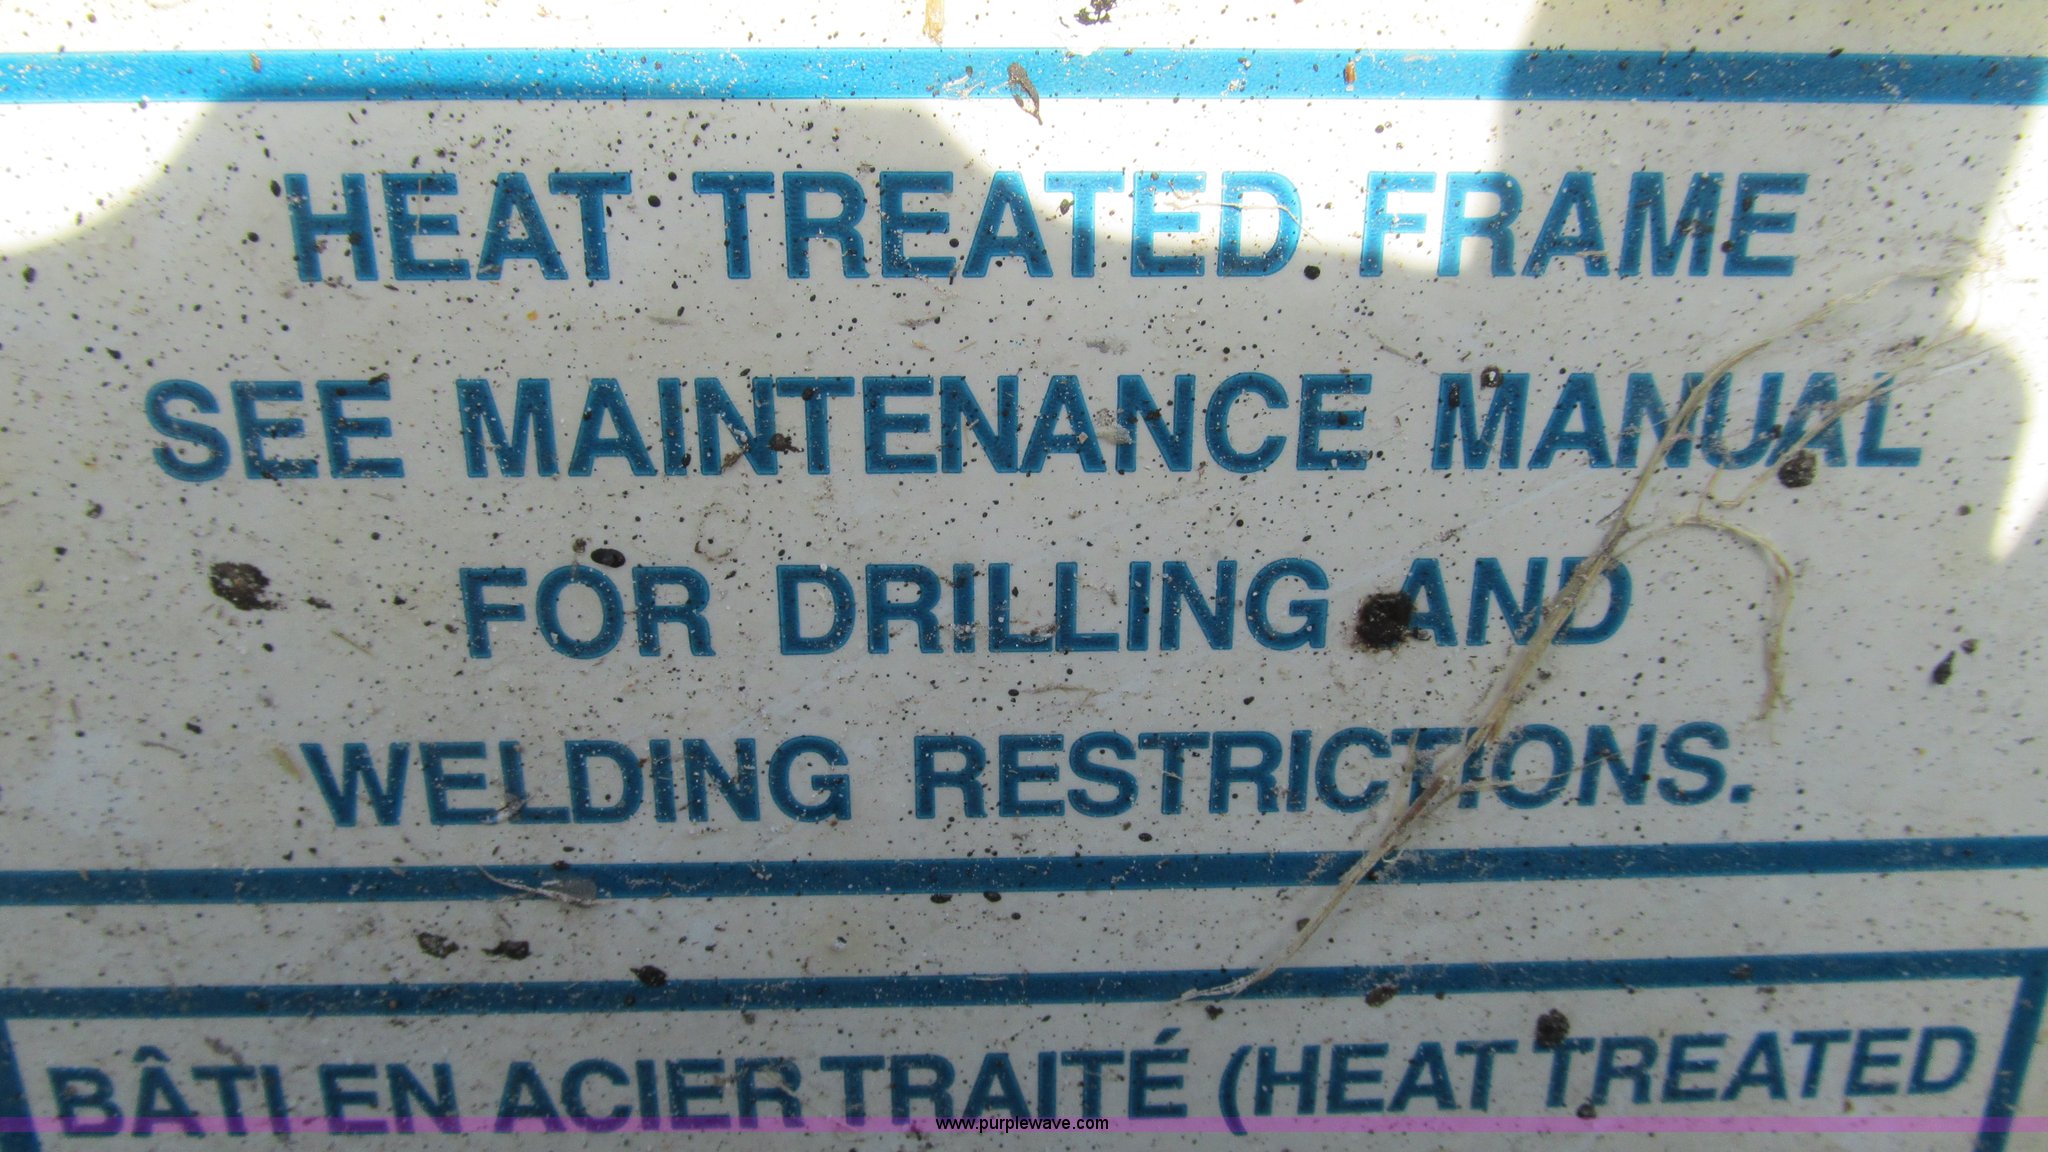 HEAT TREATED FRAME
SEE MAINTENANCE MANUAL
FOR DRILLING AND
WELDING RESTRICTIONS.
BÂTI EN ACIER TRAITÉ (HEAT TREATED
www.purplewave.com